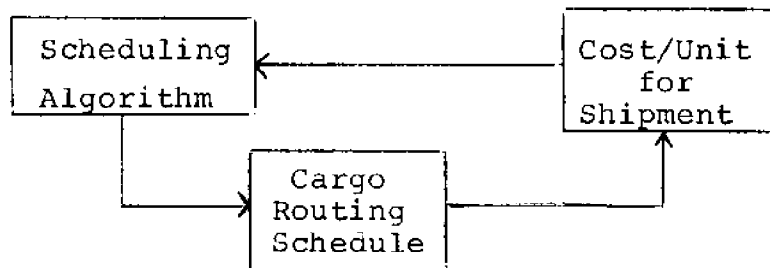 Scheduling
Algorithm
Cost/Unit
for
Shipment
Cargo
Routing
Schedule